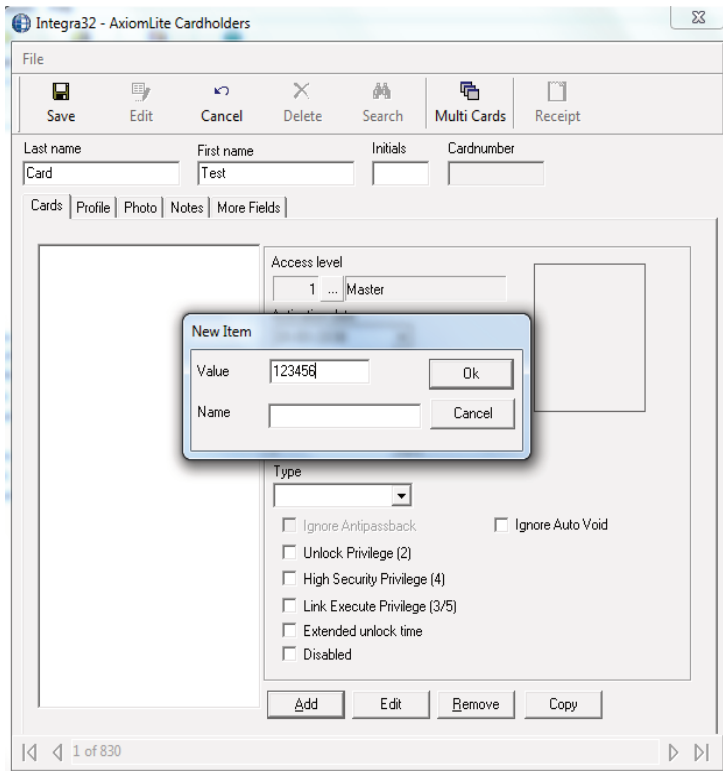 Integra32 - AxiomLite Cardholders
File
Save Edit Cancel Delete Search Multi Cards Receipt
Last name First name Initials Cardnumber
Card Test
Cards Profile Photo Notes More Fields
Access level
1 ... Master
New Item
Value 123456 Ok
Name Cancel
Type
Ignore Antipassback Ignore Auto Void
Unlock Privilege (2)
High Security Privilege (4)
Link Execute Privilege (3/5)
Extended unlock time
Disabled
Add Edit Remove Copy
1 of 830